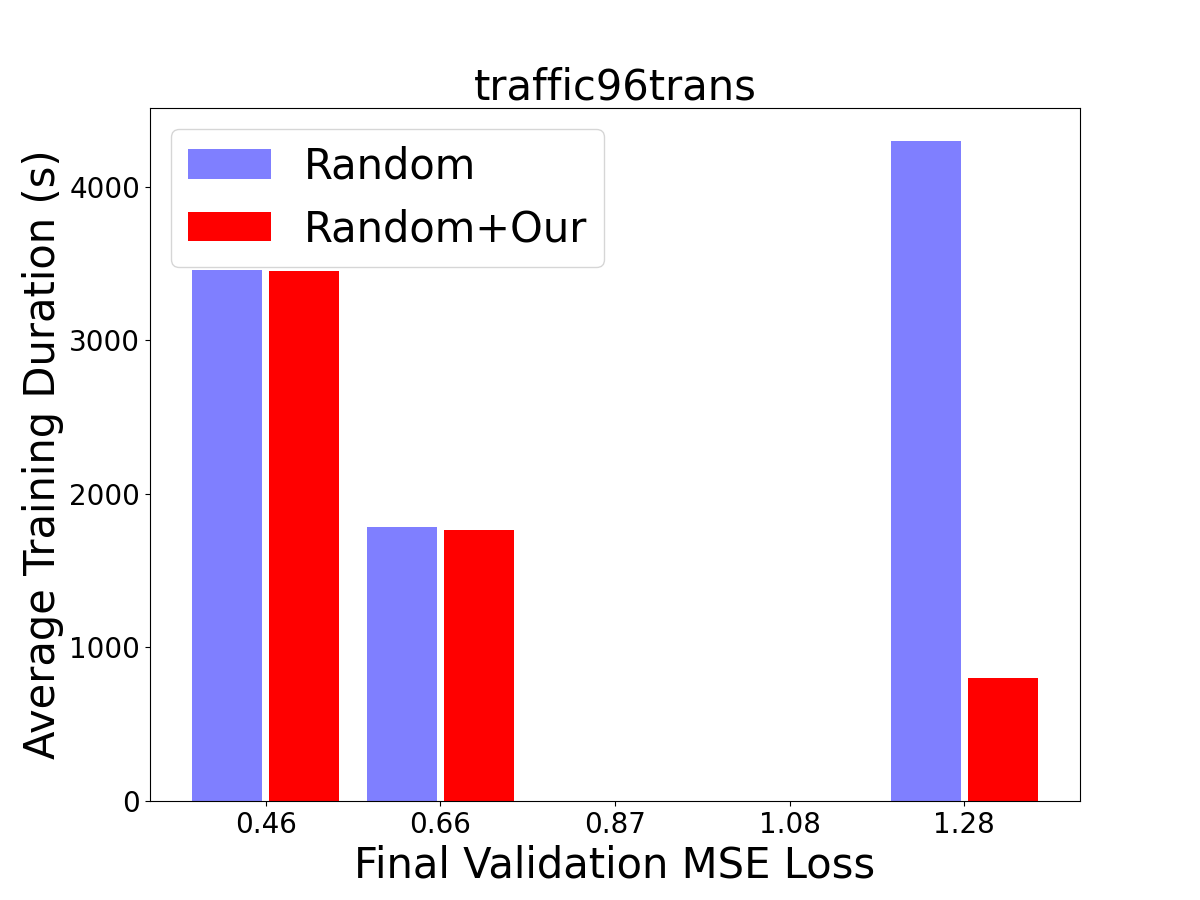 traffic96trans
Random
Random+Our
Average Training Duration (s)
4000
3000
2000
1000
0
0.46 0.66 0.87 1.08 1.28
Final Validation MSE Loss